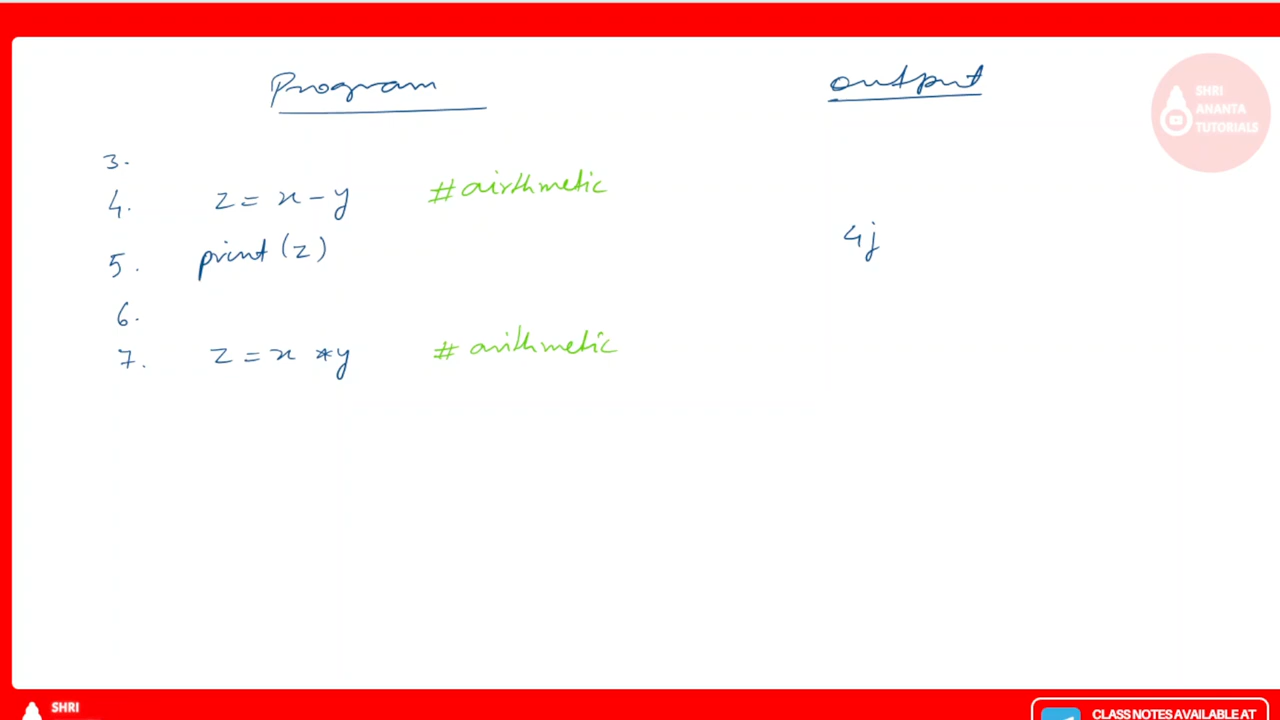 Program output
SHRI
ANANTA
TUTORIALS
3.
4. z = x - y #airthmetic
5. print (z) 4j
6.
7. z = x * y # arithmetic
SHRI
CLASS NOTES AVAILABLE AT